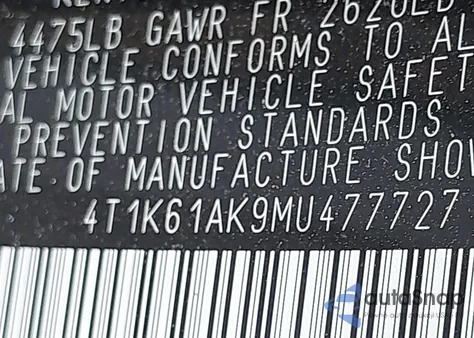 4475LB GAWR FR 2620LB
VEHICLE CONFORMS TO AL
AL MOTOR VEHICLE SAFET
PREVENTION STANDARDS
ATE OF MANUFACTURE SHOW
4T1K61AK9MU477727
autoSnap